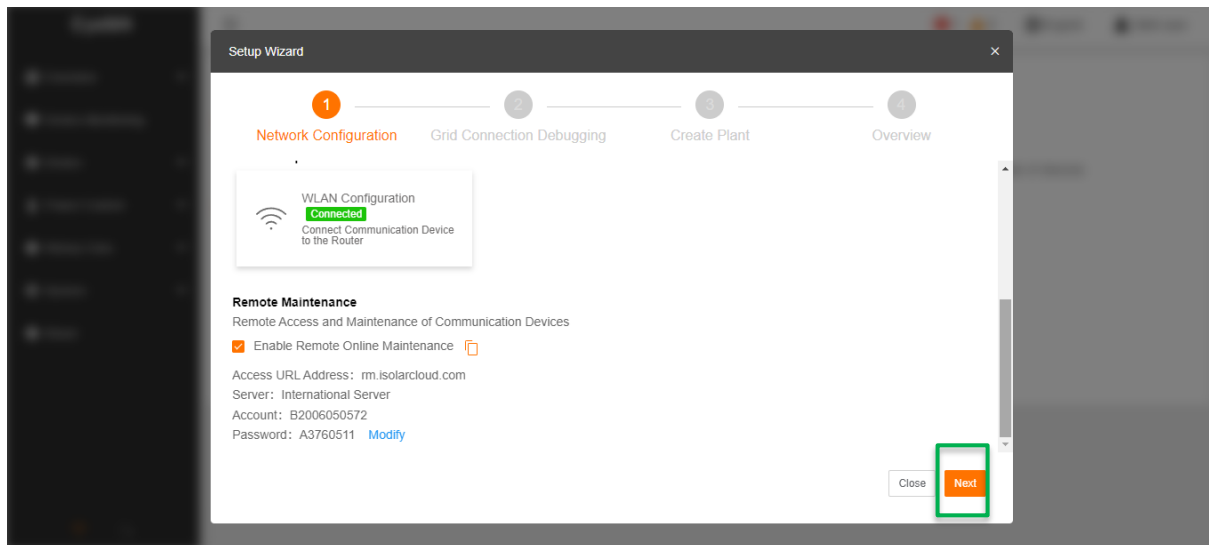 Setup Wizard
×
1
2
3
4
Network Configuration
Grid Connection Debugging
Create Plant
Overview
WLAN Configuration
Connected
Connect Communication Device
to the Router
Remote Maintenance
Remote Access and Maintenance of Communication Devices
Enable Remote Online Maintenance
Access URL Address: rm.isolarcloud.com
Server: International Server
Account: B2006050572
Password: A3760511 Modify
Close
Next